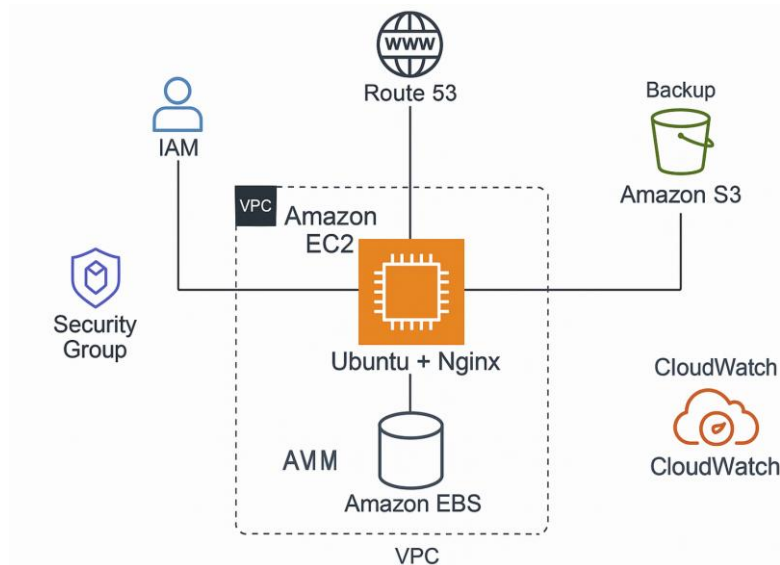 WWW
Route 53
IAM
Backup
Amazon S3
VPC
Amazon
EC2
Security
Group
Ubuntu + Nginx
CloudWatch
CloudWatch
AVM
Amazon EBS
VPC